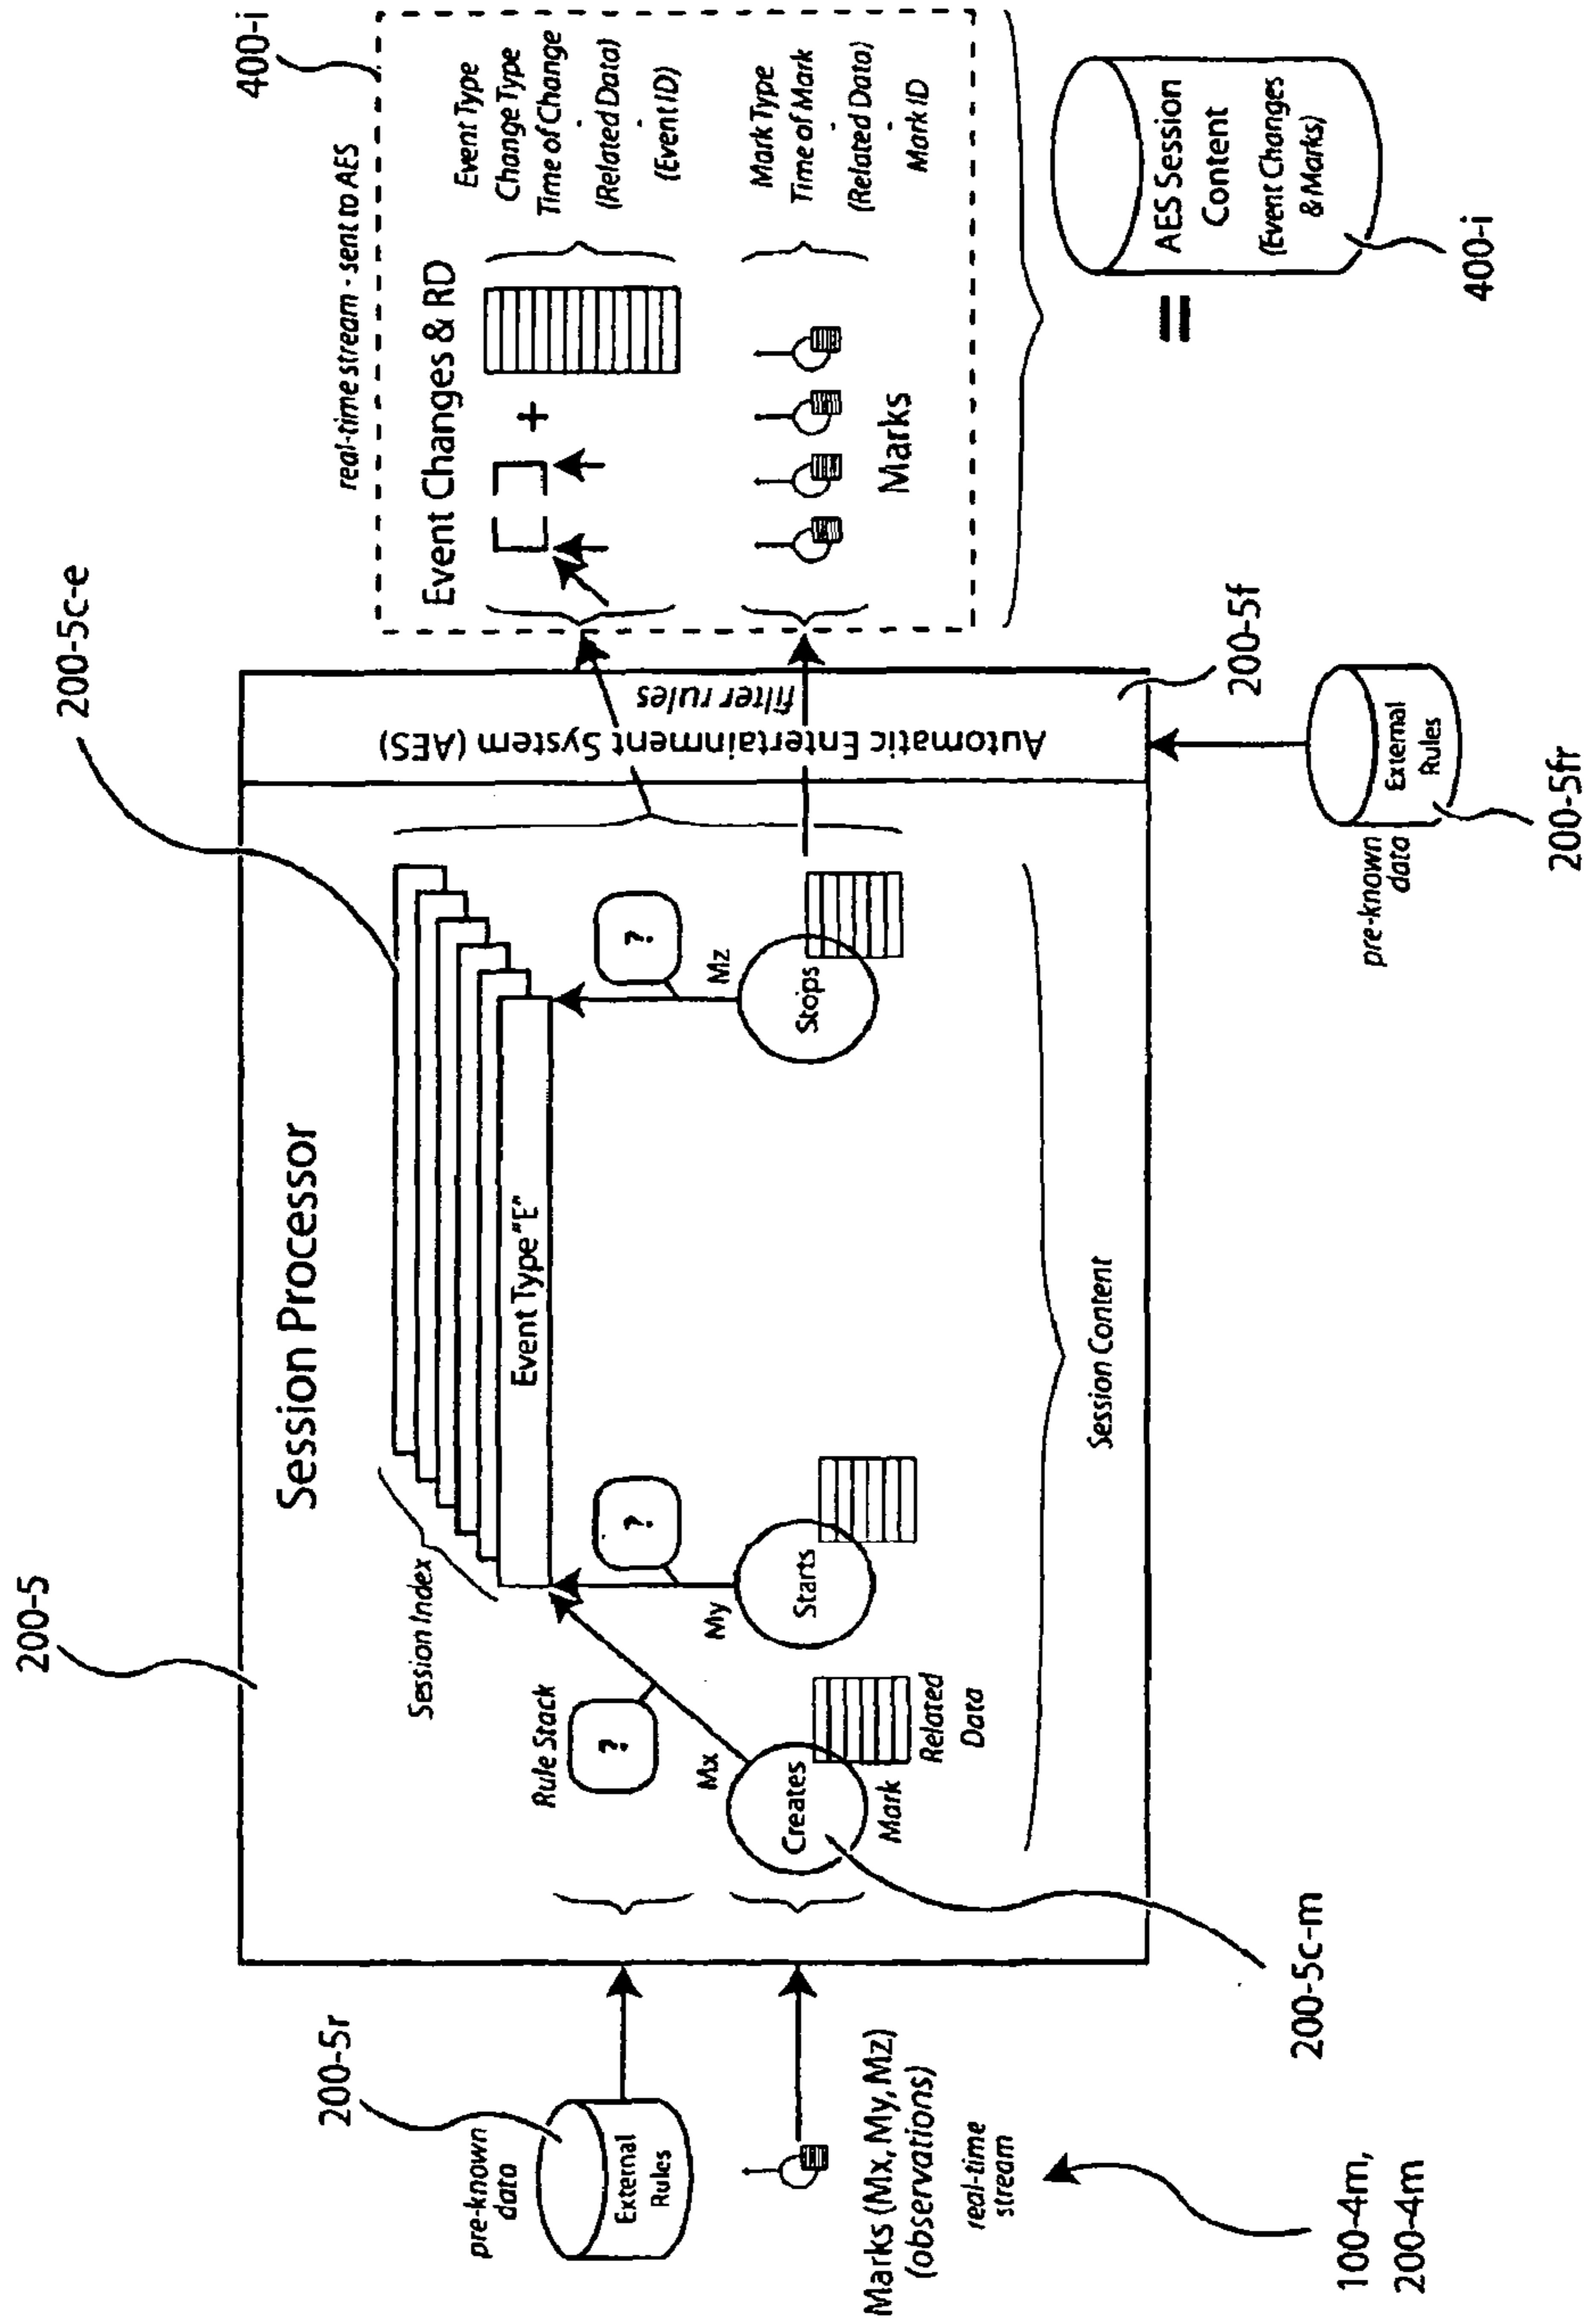 200-5
200-5c-e
400-i
real-time stream - sent to AES
Session Processor
Event Changes & RD
Event Type
Change Type
Time of Change
-
(Related Data)
-
(Event ID)
+
Session Index
Event Type "E"
200-5r
pre-known
data
External
Rules
Rule Stack
?
?
?
Mx
My
Mz
Creates
Starts
Stops
Mark
Related
Data
Automatic Entertainment System (AES)
filter rules
Mark Type
Time of Mark
(Related Data)
-
Mark ID
Marks
Marks (Mx, My, Mz)
(observations)
real-time
stream
Session Content
100-4m,
200-4m
200-5c-m
pre-known
data
External
Rules
200-5f
200-5fr
=
AES Session
Content
(Event Changes
& Marks)
400-i